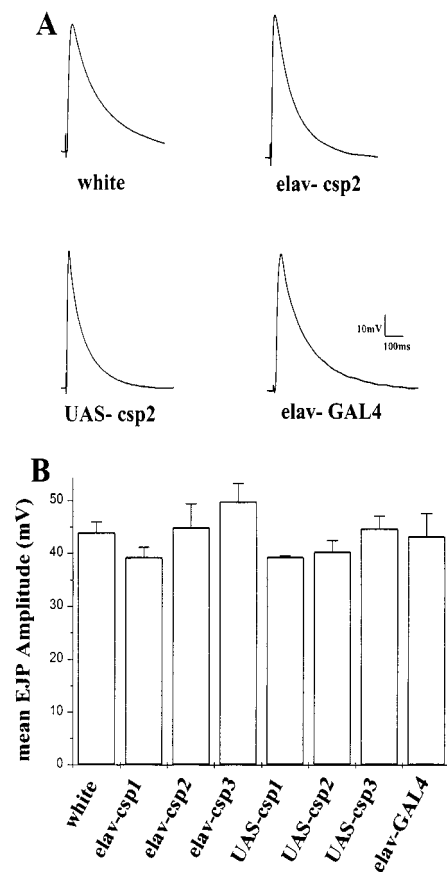 A
white
elav- csp2
UAS- csp2
elav- GAL4
10mV
100ms
B
mean EJP Amplitude (mV)
50
40
30
20
10
0
white
elav-csp1
elav-csp2
elav-csp3
UAS-csp1
UAS-csp2
UAS-csp3
elav-GAL4